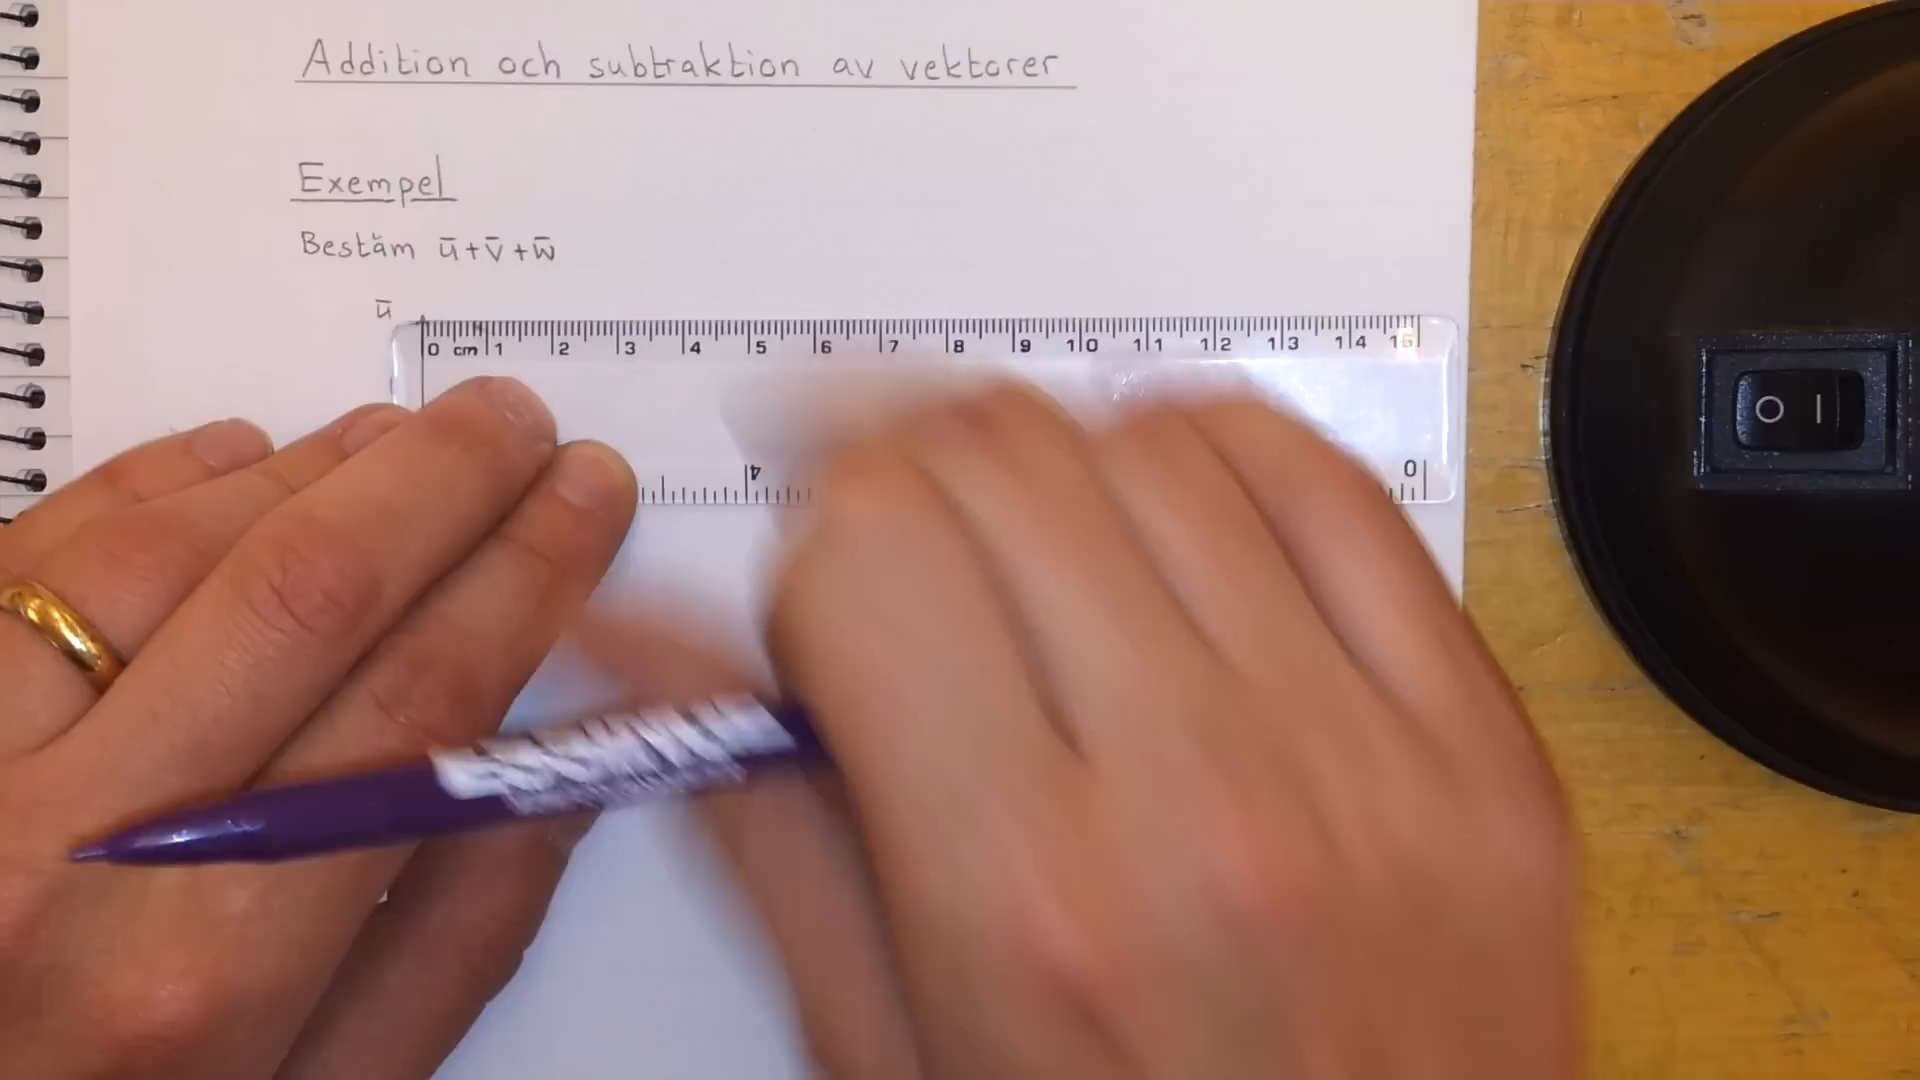 Addition och subtraktion av vektorer
Exempel
Bestäm ū+v̄+w̄
ū
0 cm 1 2 3 4 5 6 7 8 9 10 11 12 13 14 15
4 0
O I